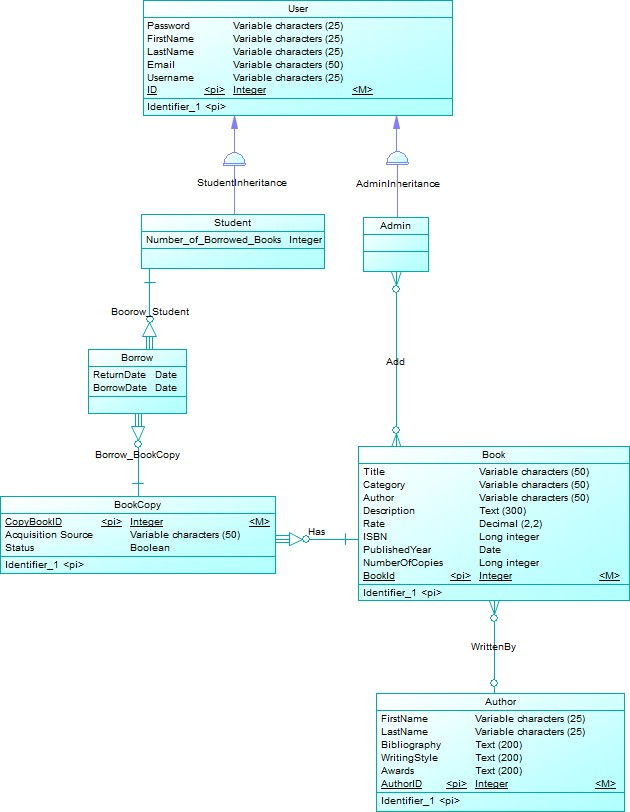 User
Password Variable characters (25)
FirstName Variable characters (25)
LastName Variable characters (25)
Email Variable characters (50)
Username Variable characters (25)
ID <pi> Integer <M>
Identifier_1 <pi>
StudentInheritance
AdminInheritance
Student
Number_of_Borrowed_Books Integer
Admin
Boorow_Student
Borrow
ReturnDate Date
BorrowDate Date
Add
Borrow_BookCopy
Book
Title Variable characters (50)
Category Variable characters (50)
Author Variable characters (50)
Description Text (300)
Rate Decimal (2,2)
ISBN Long integer
PublishedYear Date
NumberOfCopies Long integer
BookId <pi> Integer <M>
Identifier_1 <pi>
BookCopy
CopyBookID <pi> Integer <M>
Acquisition Source Variable characters (50)
Status Boolean
Identifier_1 <pi>
Has
WrittenBy
Author
FirstName Variable characters (25)
LastName Variable characters (25)
Bibliography Text (200)
WritingStyle Text (200)
Awards Text (200)
AuthorID <pi> Integer <M>
Identifier_1 <pi>